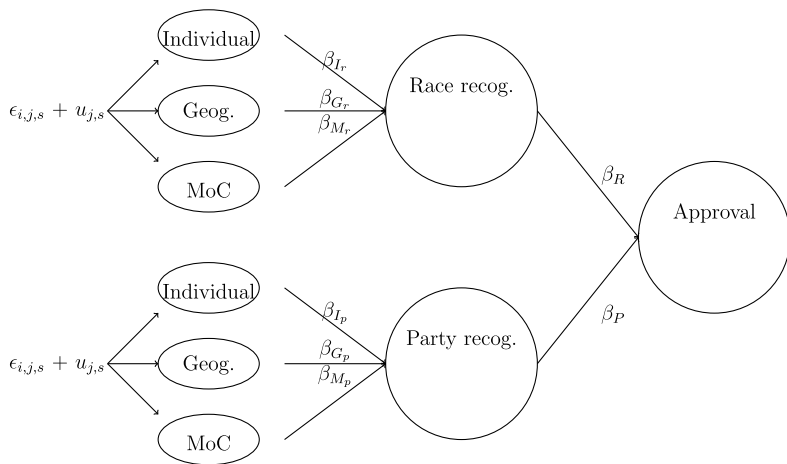 Individual
β_{I_r}
ϵ_{i,j,s} + u_{j,s}
Geog.
β_{G_r}
β_{M_r}
MoC
Race recog.
β_R
Approval
Individual
β_{I_p}
ϵ_{i,j,s} + u_{j,s}
Geog.
β_{G_p}
β_{M_p}
MoC
Party recog.
β_P